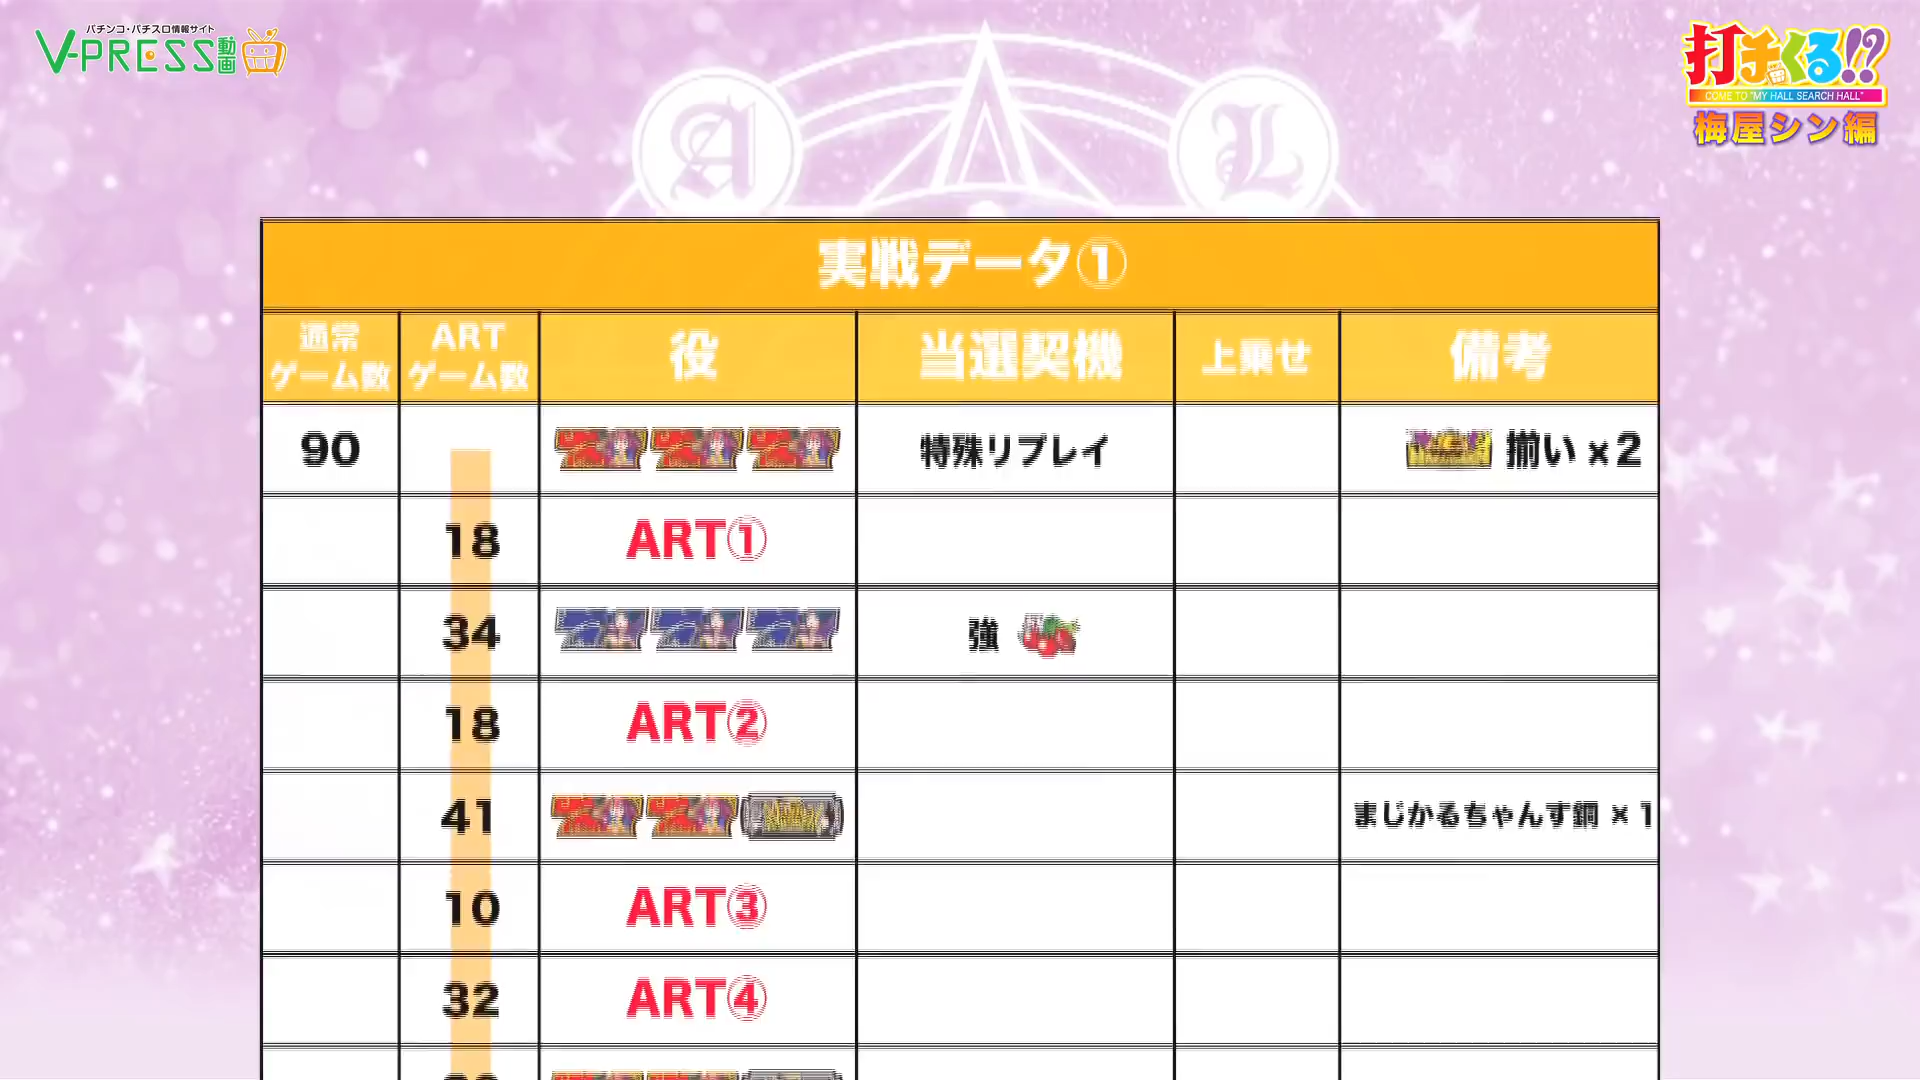 パチンコ・パチスロ情報サイト
V-PRESS動画
打チくる!?
COME TO "MY HALL SEARCH HALL"
梅屋シン編
A
L
実戦データ①
通常ゲーム数 ARTゲーム数 役 当選契機 上乗せ 備考
90 特殊リプレイ 揃い ×2
18 ART①
34 強
18 ART②
41 まじかるちゃんす銅 × 1
10 ART③
32 ART④